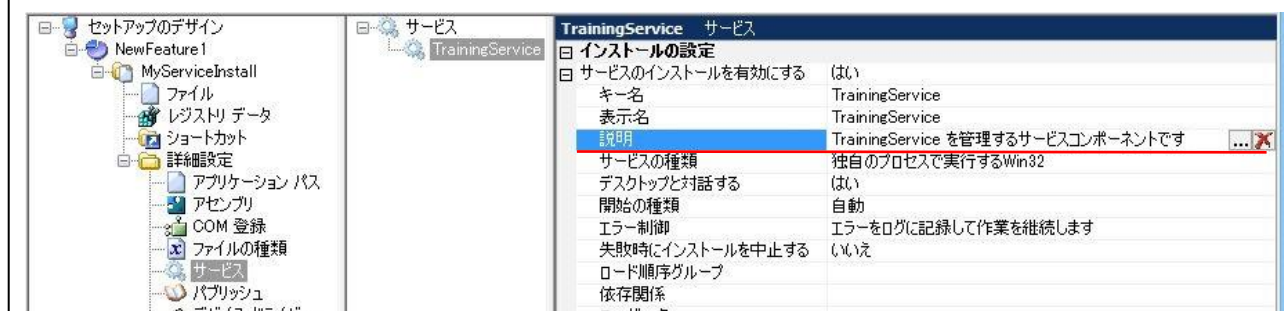 セットアップのデザイン
NewFeature1
MyServiceInstall
ファイル
レジストリ データ
ショートカット
詳細設定
アプリケーション パス
アセンブリ
COM 登録
ファイルの種類
サービス
パブリッシュ
サービス
TrainingService
TrainingService サービス
インストールの設定
サービスのインストールを有効にする はい
キー名 TrainingService
表示名 TrainingService
説明 TrainingService を管理するサービスコンポーネントです ...
サービスの種類 独自のプロセスで実行するWin32
デスクトップと対話する はい
開始の種類 自動
エラー制御 エラーをログに記録して作業を継続します
失敗時にインストールを中止する いいえ
ロード順序グループ
依存関係